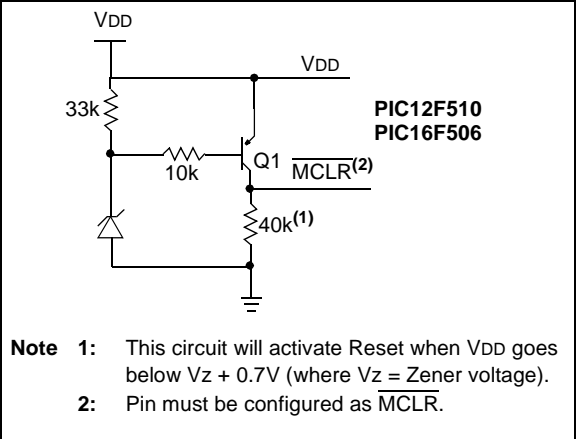 VDD
VDD
33k
PIC12F510
PIC16F506
Q1
MCLR(2)
10k
40k(1)
Note 1: This circuit will activate Reset when VDD goes
below Vz + 0.7V (where Vz = Zener voltage).
2: Pin must be configured as MCLR.